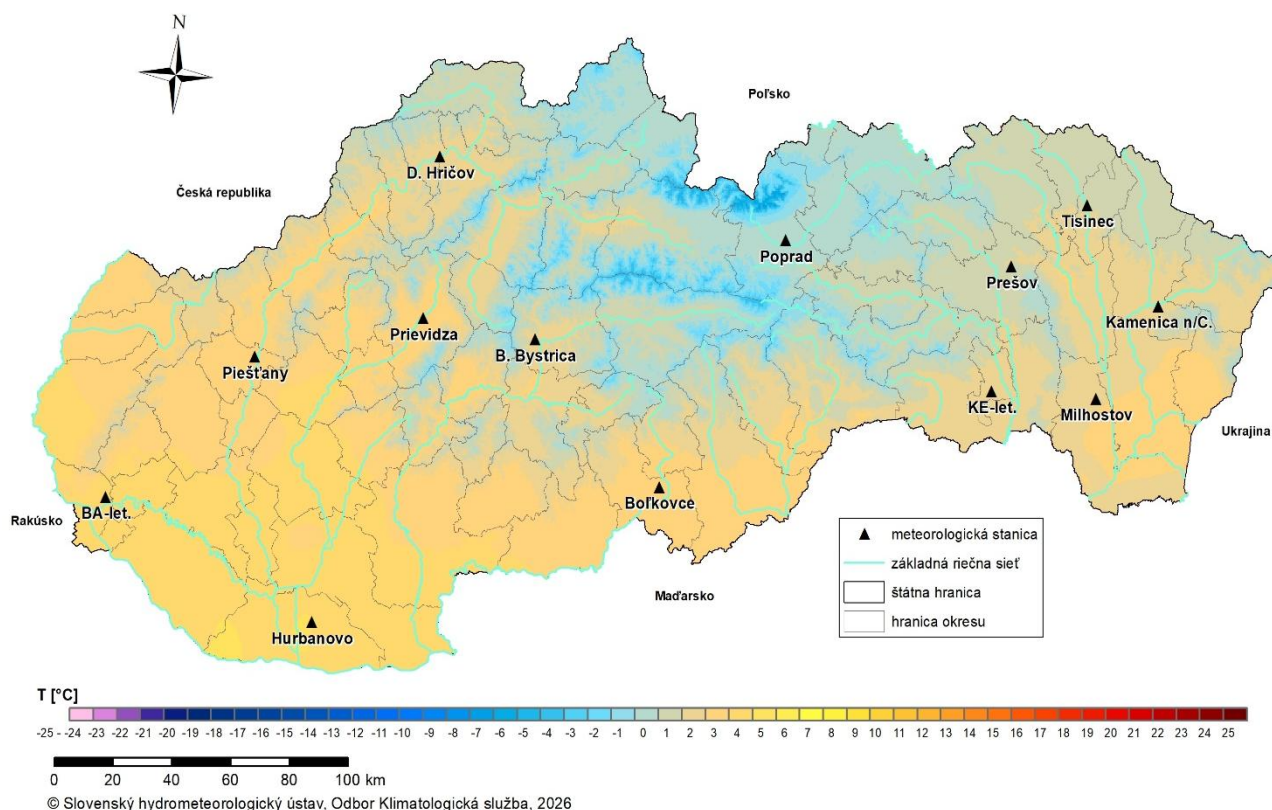 N
Poľsko
D. Hričov
Česká republika
Tisinec
Poprad
Prešov
Kamenica n/C.
Prievidza
B. Bystrica
Piešťany
KE-let.
Milhostov
Ukrajina
Boľkovce
BA-let.
Rakúsko
meteorologická stanica
základná riečna sieť
štátna hranica
hranica okresu
Maďarsko
Hurbanovo
T [°C]
-25 -24 -23 -22 -21 -20 -19 -18 -17 -16 -15 -14 -13 -12 -11 -10 -9 -8 -7 -6 -5 -4 -3 -2 -1 0 1 2 3 4 5 6 7 8 9 10 11 12 13 14 15 16 17 18 19 20 21 22 23 24 25
0 20 40 60 80 100 km
© Slovenský hydrometeorologický ústav, Odbor Klimatologická služba, 2026